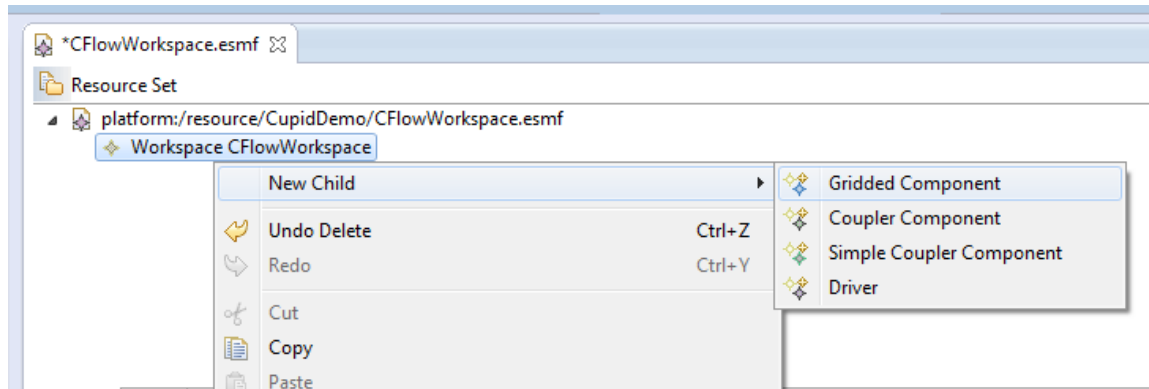 *CFlowWorkspace.esmf
Resource Set
platform:/resource/CupidDemo/CFlowWorkspace.esmf
Workspace CFlowWorkspace
New Child
Undo Delete Ctrl+Z
Redo Ctrl+Y
Cut
Copy
Paste
Gridded Component
Coupler Component
Simple Coupler Component
Driver